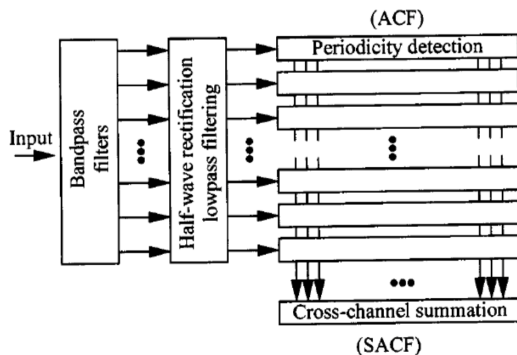 (ACF)
Periodicity detection
Input
Bandpass
filters
Half-wave rectification
lowpass filtering
Cross-channel summation
(SACF)